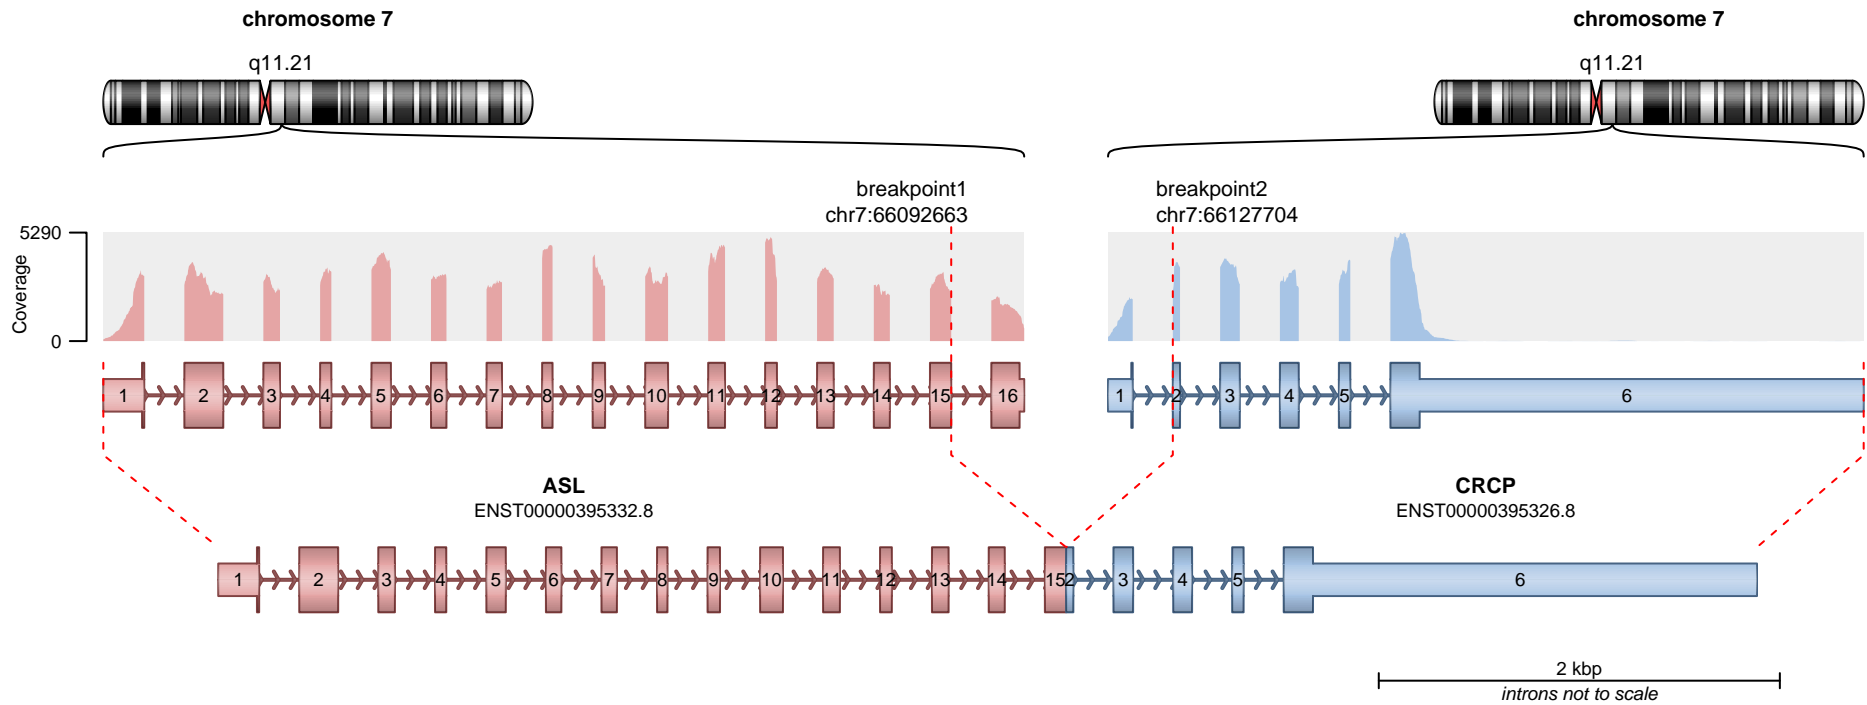 chromosome 7
chromosome 7
q11.21
q11.21
breakpoint1
chr7:66092663
breakpoint2
chr7:66127704
5290
Coverage
0
1 2 3 4 5 6 7 8 9 10 11 12 13 14 15 16
1 2 3 4 5 6
ASL
ENST00000395332.8
CRCP
ENST00000395326.8
1 2 3 4 5 6 7 8 9 10 11 12 13 14 15 2 3 4 5 6
2 kbp
introns not to scale